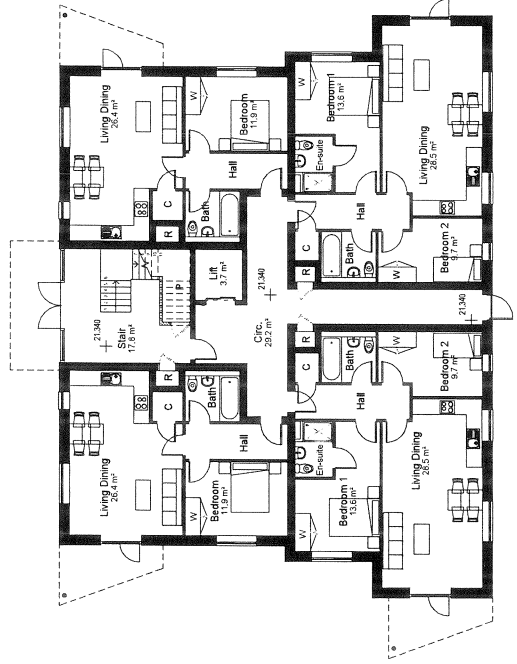 Living Dining
26,4 m²
W
Bedroom
11,9 m²
Hall
C
Bath
R
W
Bedroom1
13,6 m²
En-suite
Living Dining
28.5 m²
Hall
C
Bath
R
W
Bedroom 2
9.7 m²
Lift
3,7 m²
21,340
21,340
Stair
17.8 m²
P
21,340
Circ.
29.2 m²
R
C
Bath
Hall
Living Dining
26,4 m²
Bedroom
11,9 m²
W
R
C
Bath
W
Bedroom 2
9.7 m²
Hall
En-suite
Bedroom 1
13,6 m²
W
Living Dining
28.5 m²